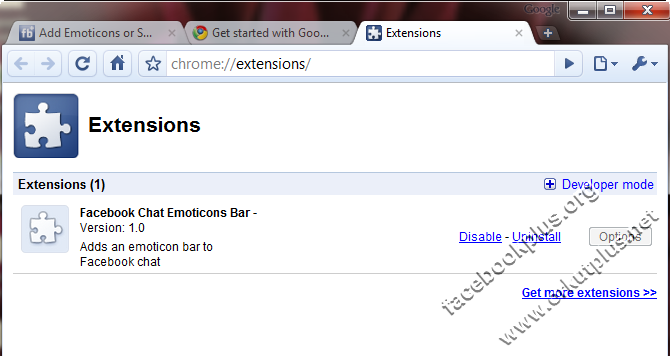 Google
Add Emoticons or S...
Get started with Goo...
Extensions
chrome://extensions/
Extensions
Extensions (1)
Developer mode
Facebook Chat Emoticons Bar -
Version: 1.0
Adds an emoticon bar to
Facebook chat
Disable - Uninstall
Options
Get more extensions >>
facebookplus.org
www.orkutplus.net